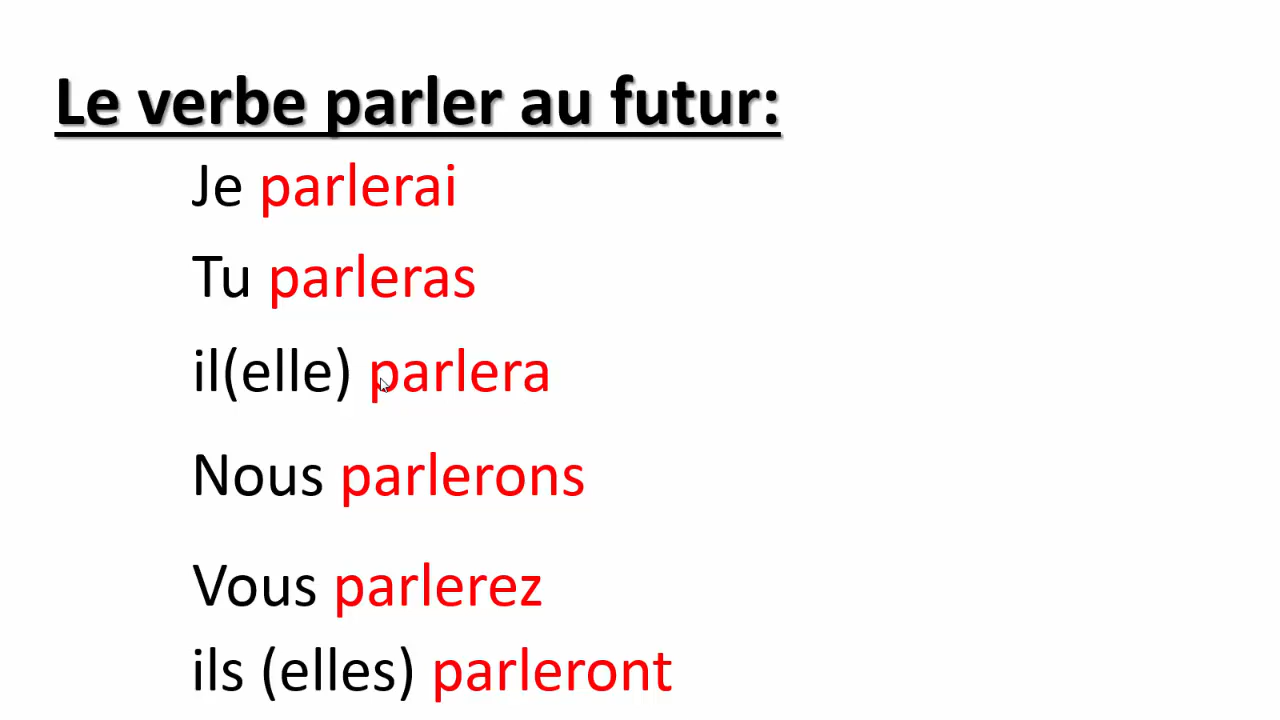 Le verbe parler au futur:
Je parlerai
Tu parleras
il(elle) parlera
Nous parlerons
Vous parlerez
ils (elles) parleront